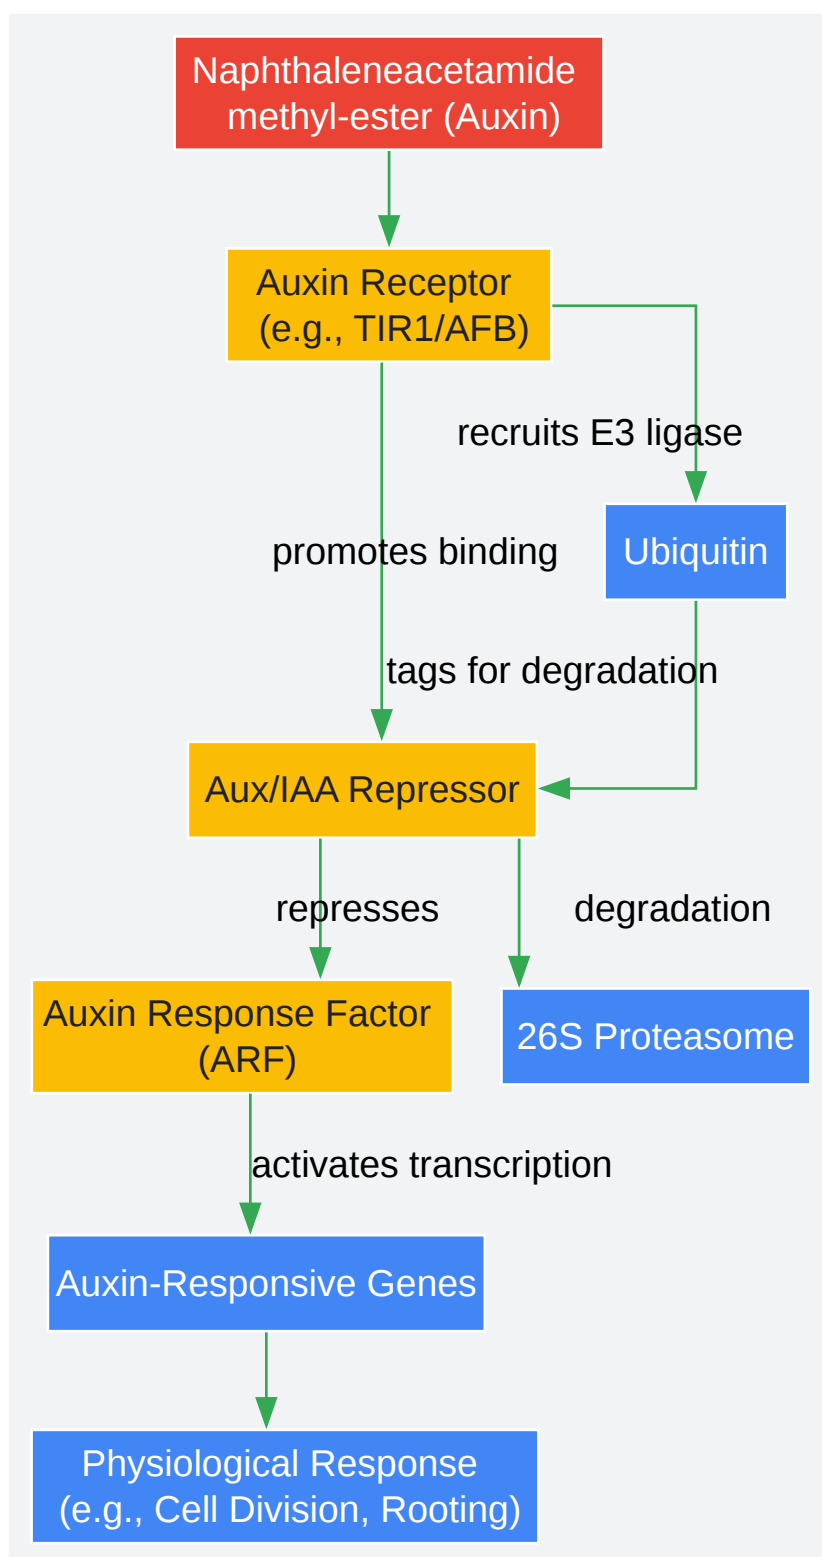 Naphthaleneacetamide
methyl-ester (Auxin)
Auxin Receptor
(e.g., TIR1/AFB)
recruits E3 ligase
promotes binding
Ubiquitin
tags for degradation
Aux/IAA Repressor
represses
degradation
Auxin Response Factor
(ARF)
26S Proteasome
activates transcription
Auxin-Responsive Genes
Physiological Response
(e.g., Cell Division, Rooting)